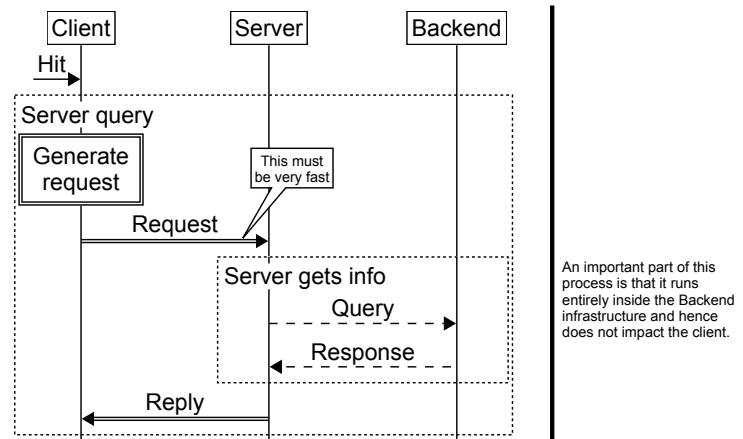 Client
Server
Backend
Hit
Server query
Generate
request
This must
be very fast
Request
Server gets info
Query
Response
Reply
An important part of this
process is that it runs
entirely inside the Backend
infrastructure and hence
does not impact the client.